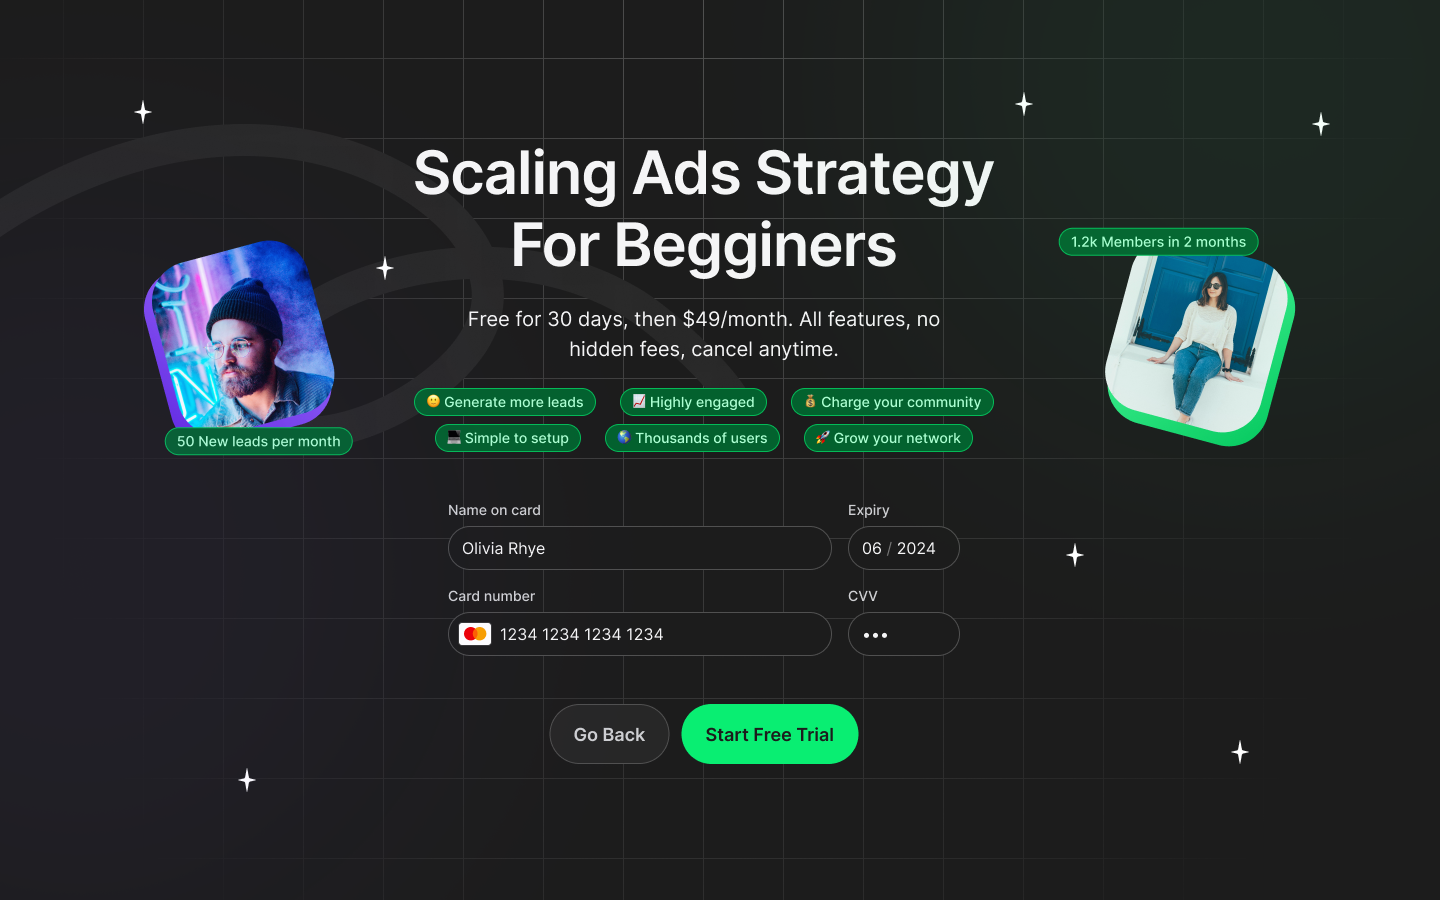 Scaling Ads Strategy
For Begginers
1.2k Members in 2 months
Free for 30 days, then $49/month. All features, no
hidden fees, cancel anytime.
😀 Generate more leads
📈 Highly engaged
💰 Charge your community
50 New leads per month
💻 Simple to setup
🌎 Thousands of users
🚀 Grow your network
Name on card
Expiry
Olivia Rhye
06 / 2024
Card number
CVV
1234 1234 1234 1234
•••
Go Back
Start Free Trial